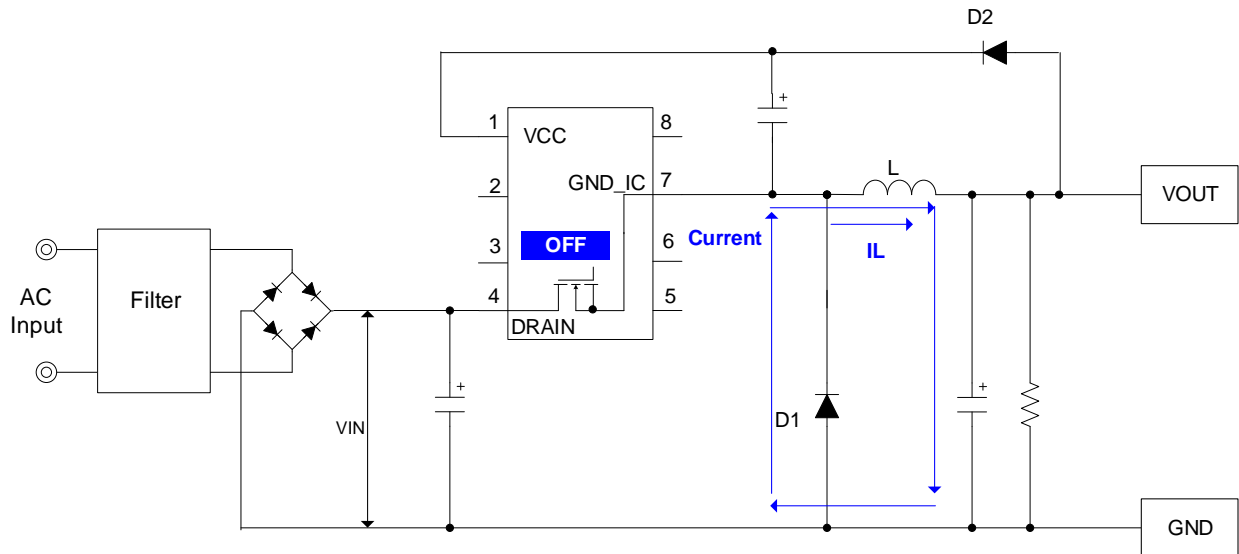 D2
1
VCC
8
2
GND_IC
7
L
VOUT
3
OFF
6
Current
IL
AC
Input
Filter
4
DRAIN
5
+
+
+
VIN
D1
GND